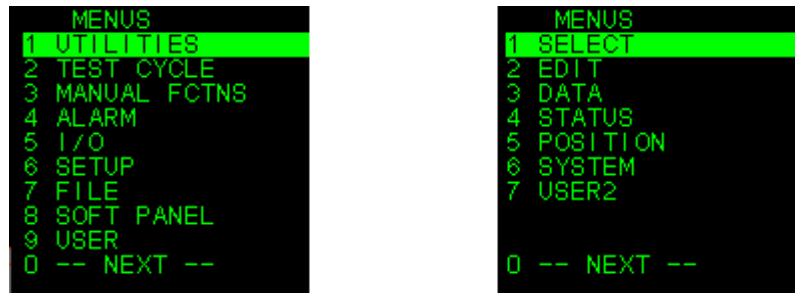 MENUS
1 UTILITIES
2 TEST CYCLE
3 MANUAL FCTNS
4 ALARM
5 I/O
6 SETUP
7 FILE
8 SOFT PANEL
9 USER
0 -- NEXT --
MENUS
1 SELECT
2 EDIT
3 DATA
4 STATUS
5 POSITION
6 SYSTEM
7 USER2
0 -- NEXT --